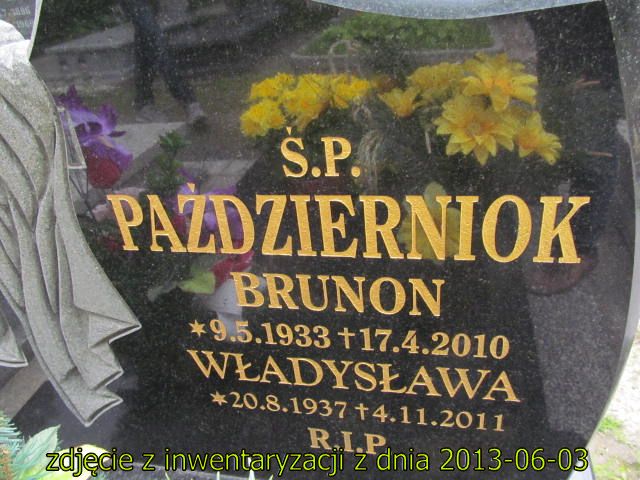 Ś.P.
PAŹDZIERNIOK
BRUNON
*9.5.1933 †17.4.2010
WŁADYSŁAWA
*20.8.1937 †4.11.2011
R.I.P.
zdjęcie z inwentaryzacji z dnia 2013-06-03